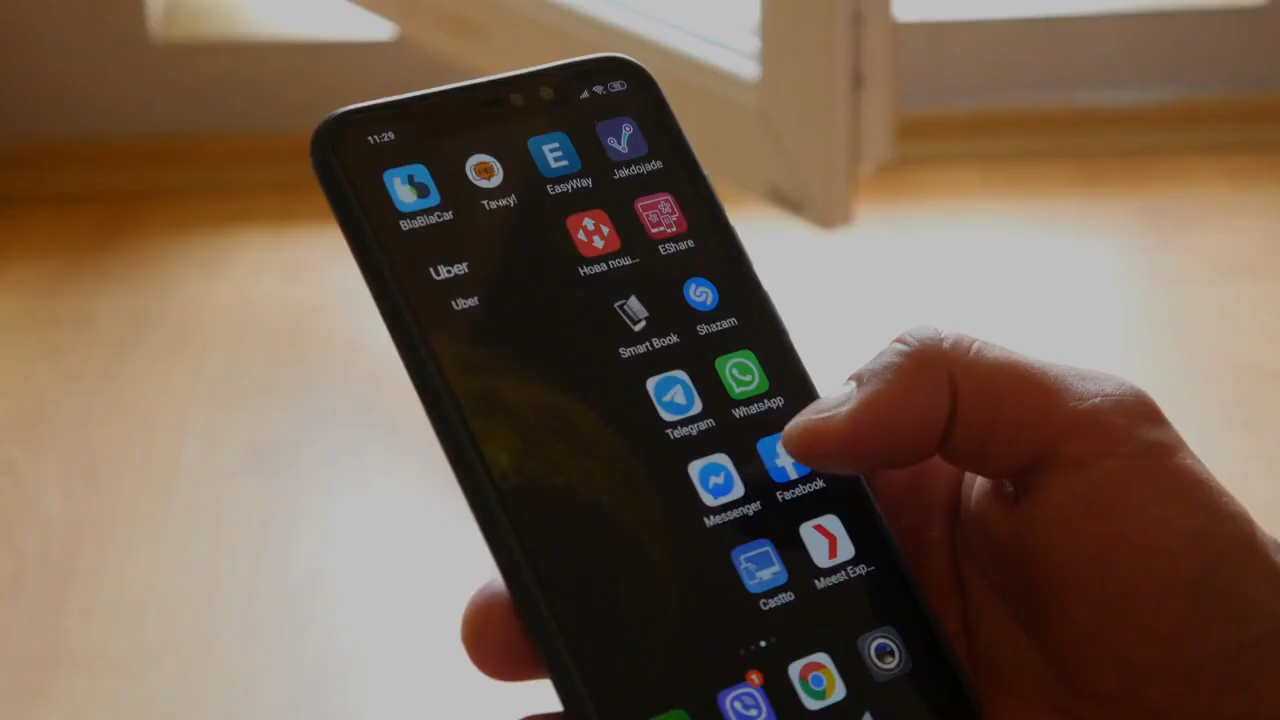 11:29
BlaBlaCar
Тачку!
E
EasyWay
Jakdojade
Uber
Uber
Нова пош...
EShare
Smart Book
Shazam
Telegram
WhatsApp
Messenger
f
Facebook
Castto
Meest Exp...
1